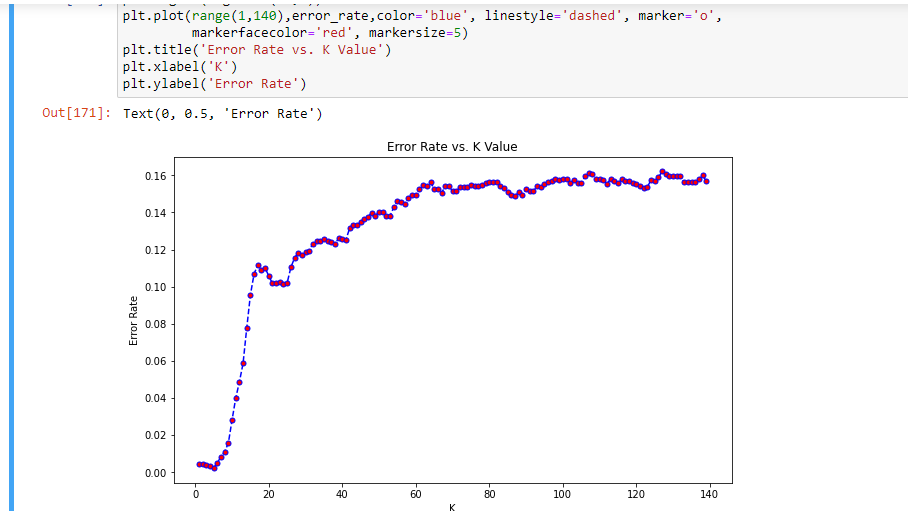 plt.plot(range(1,140),error_rate,color='blue', linestyle='dashed', marker='o',
markerfacecolor='red', markersize=5)
plt.title('Error Rate vs. K Value')
plt.xlabel('K')
plt.ylabel('Error Rate')
Out[171]: Text(0, 0.5, 'Error Rate')
Error Rate vs. K Value
0.16
0.14
0.12
0.10
0.08
0.06
0.04
0.02
0.00
Error Rate
0 20 40 60 80 100 120 140
K